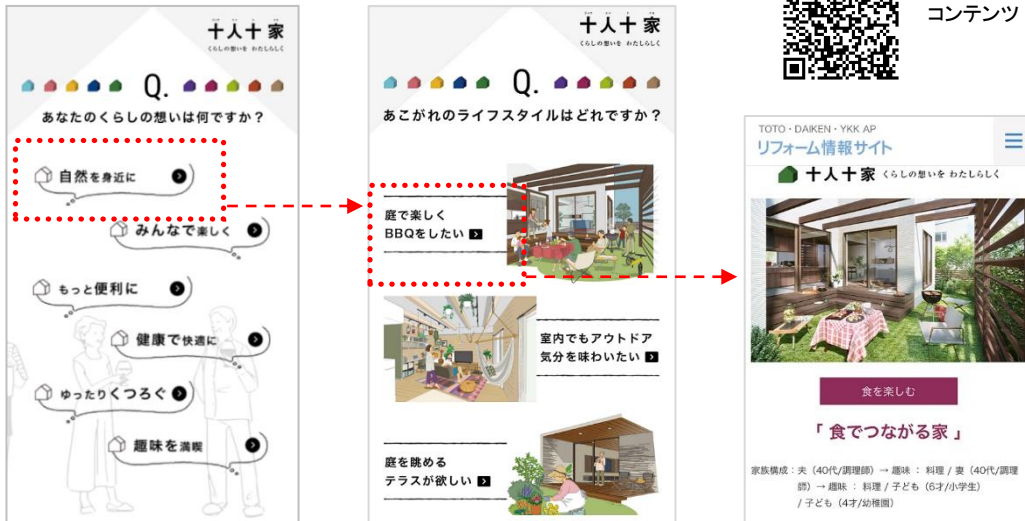 十人十家
くらしの想いを わたしらしく
Q.
あなたのくらしの想いは何ですか？
自然を身近に
みんなで楽しく
もっと便利に
健康で快適に
ゆったりくつろぐ
趣味を満喫
十人十家
くらしの想いを わたしらしく
Q.
あこがれのライフスタイルはどれですか？
庭で楽しく
BBQをしたい
室内でもアウトドア
気分を味わいたい
庭を眺める
テラスが欲しい
コンテンツ
TOTO・DAIKEN・YKK AP
リフォーム情報サイト
十人十家 くらしの想いを わたしらしく
食を楽しむ
「 食でつながる家 」
家族構成：夫（40代/調理師）→ 趣味 ： 料理 / 妻（40代/調理
師）→ 趣味 ： 料理 / 子ども（6才/小学生）
/ 子ども（4才/幼稚園）